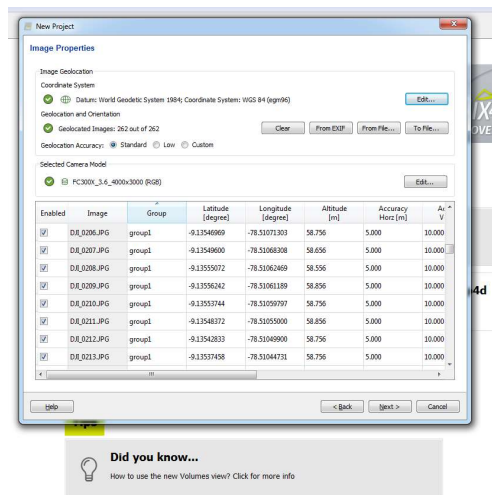 New Project
Image Properties
Image Geolocation
Coordinate System
Datum: World Geodetic System 1984; Coordinate System: WGS 84 (egm96)
Edit...
Geolocation and Orientation
Geolocated Images: 262 out of 262
Clear
From EXIF
From File...
To File...
Geolocation Accuracy:
Standard
Low
Custom
Selected Camera Model
FC300X_3.6_4000x3000 (RGB)
Edit...
Enabled Image Group Latitude [degree] Longitude [degree] Altitude [m] Accuracy Horz [m]
DJI_0206.JPG group1 -9.13546969 -78.51071303 58.756 5.000 10.000
DJI_0207.JPG group1 -9.13549600 -78.51068308 58.656 5.000 10.000
DJI_0208.JPG group1 -9.13555072 -78.51062469 58.556 5.000 10.000
DJI_0209.JPG group1 -9.13556242 -78.51061189 58.856 5.000 10.000
DJI_0210.JPG group1 -9.13553744 -78.51059797 58.756 5.000 10.000
DJI_0211.JPG group1 -9.13548372 -78.51055000 58.856 5.000 10.000
DJI_0212.JPG group1 -9.13542833 -78.51049900 58.756 5.000 10.000
DJI_0213.JPG group1 -9.13537458 -78.51044731 58.756 5.000 10.000
Help
< Back
Next >
Cancel
4d
Tips
Did you know...
How to use the new Volumes view? Click for more info